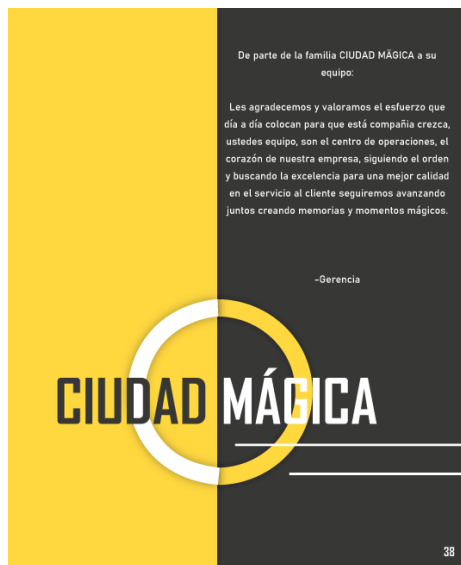 De parte de la familia CIUDAD MÄGICA a su
equipo:
Les agradecemos y valoramos el esfuerzo que
día a día colocan para que está compañia crezca,
ustedes equipo, son el centro de operaciones, el
corazón de nuestra empresa, siguiendo el orden
y buscando la excelencia para una mejor calidad
en el servicio al cliente seguiremos avanzando
juntos creando memorias y momentos mágicos.
-Gerencia
CIUDAD MÁGICA
38